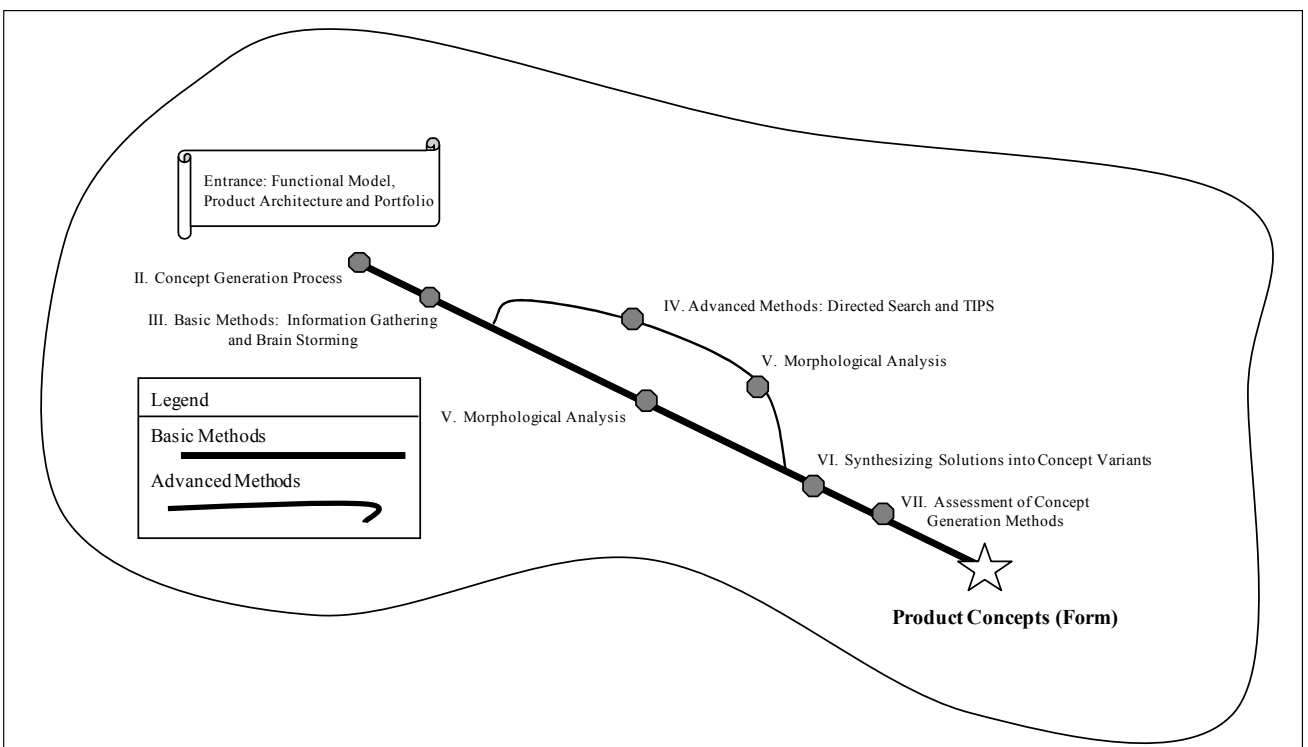 Entrance: Functional Model,
Product Architecture and Portfolio
II. Concept Generation Process
III. Basic Methods: Information Gathering
and Brain Storming
IV. Advanced Methods: Directed Search and TIPS
V. Morphological Analysis
V. Morphological Analysis
Legend
Basic Methods
Advanced Methods
VI. Synthesizing Solutions into Concept Variants
VII. Assessment of Concept
Generation Methods
Product Concepts (Form)